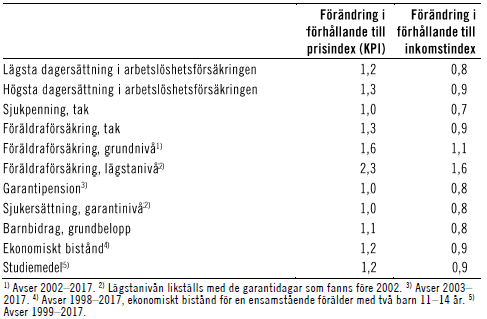 Förändring i förhållande till prisindex (KPI) Förändring i förhållande till inkomstindex
Lägsta dagersättning i arbetslöshetsförsäkringen 1,2 0,8
Högsta dagersättning i arbetslöshetsförsäkringen 1,3 0,9
Sjukpenning, tak 1,0 0,7
Föräldraförsäkring, tak 1,3 0,9
Föräldraförsäkring, grundnivå1) 1,6 1,1
Föräldraförsäkring, lägstanivå2) 2,3 1,6
Garantipension3) 1,0 0,8
Sjukersättning, garantinivå2) 1,0 0,8
Barnbidrag, grundbelopp 1,1 0,8
Ekonomiskt bistånd4) 1,2 0,9
Studiemedel5) 1,2 0,9
1) Avser 2002–2017. 2) Lägstanivån likställs med de garantidagar som fanns före 2002. 3) Avser 2003–
2017. 4) Avser 1998–2017, ekonomiskt bistånd för en ensamstående förälder med två barn 11–14 år. 5)
Avser 1999–2017.